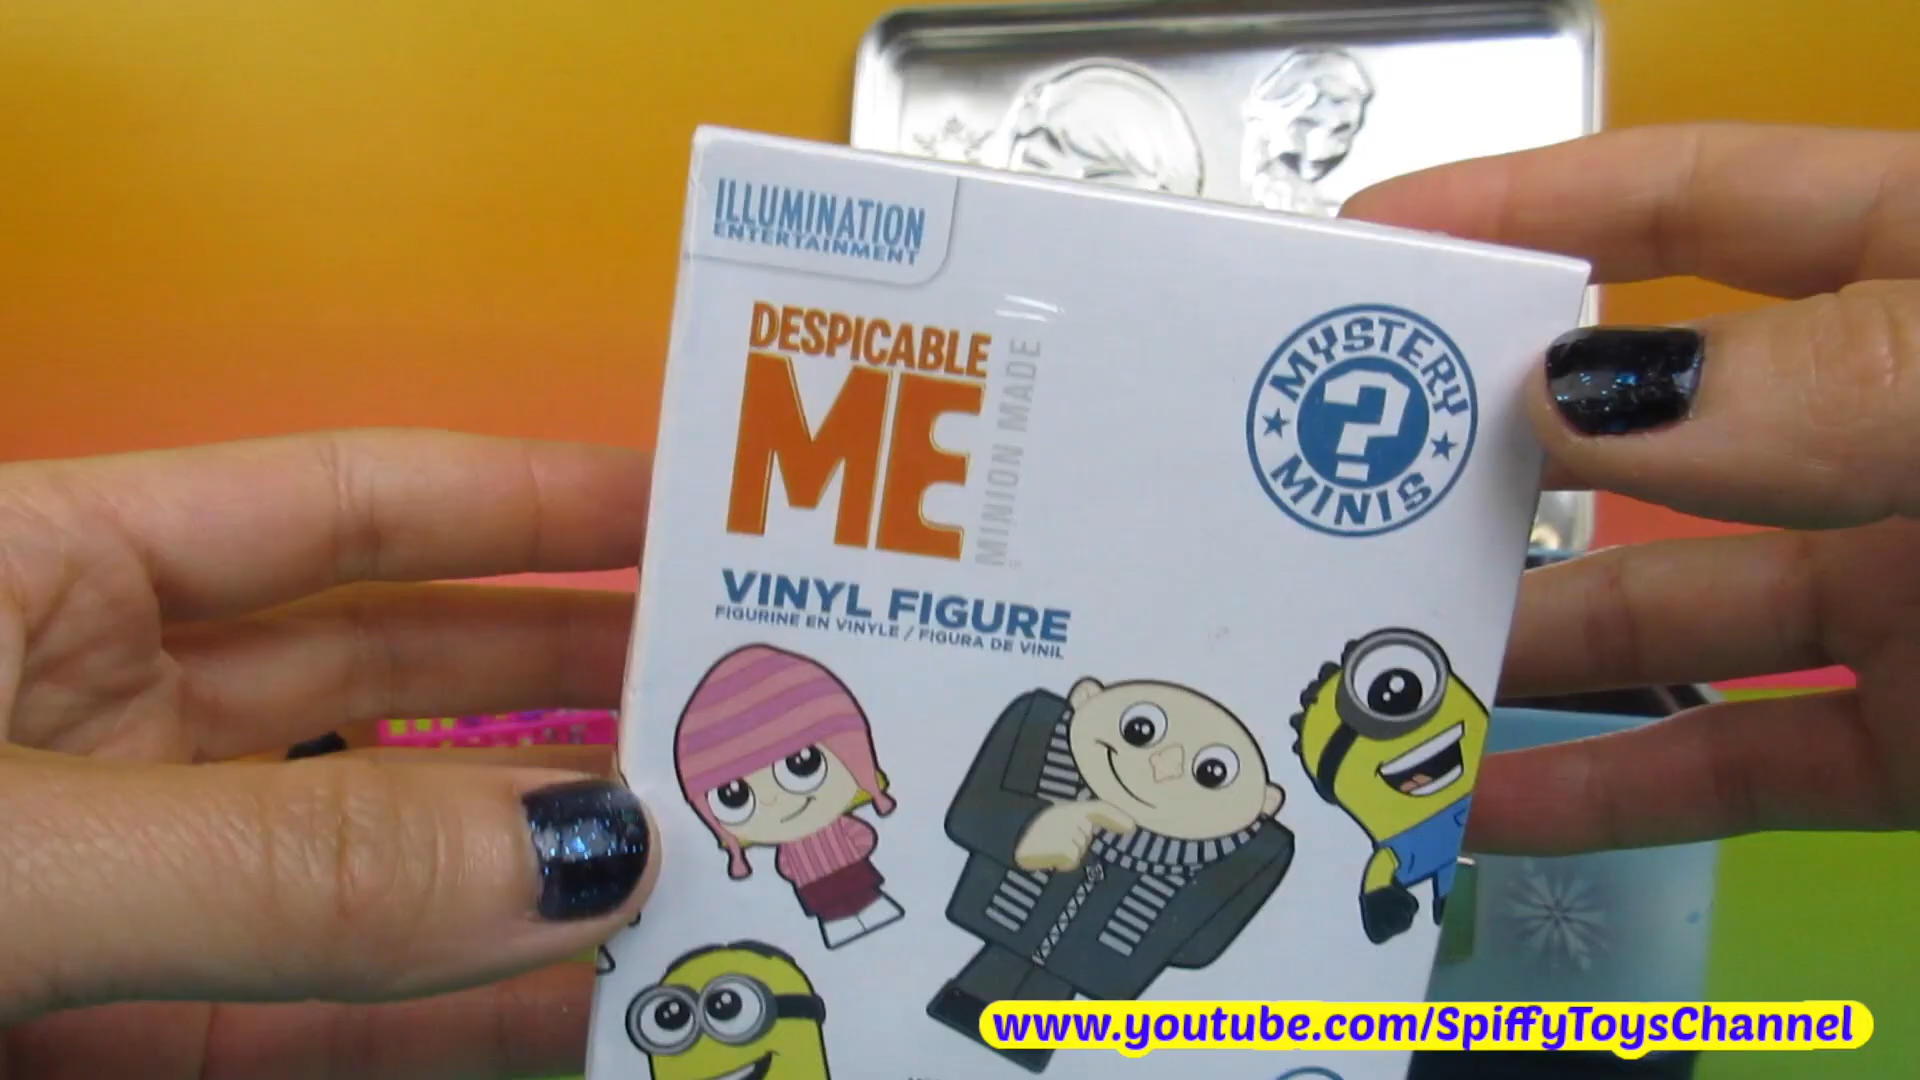 ILLUMINATION
ENTERTAINMENT
DESPICABLE
ME
MINION MADE
MYSTERY
?
MINIS
VINYL FIGURE
FIGURINE EN VINYLE / FIGURA DE VINIL
www.youtube.com/SpiffyToysChannel